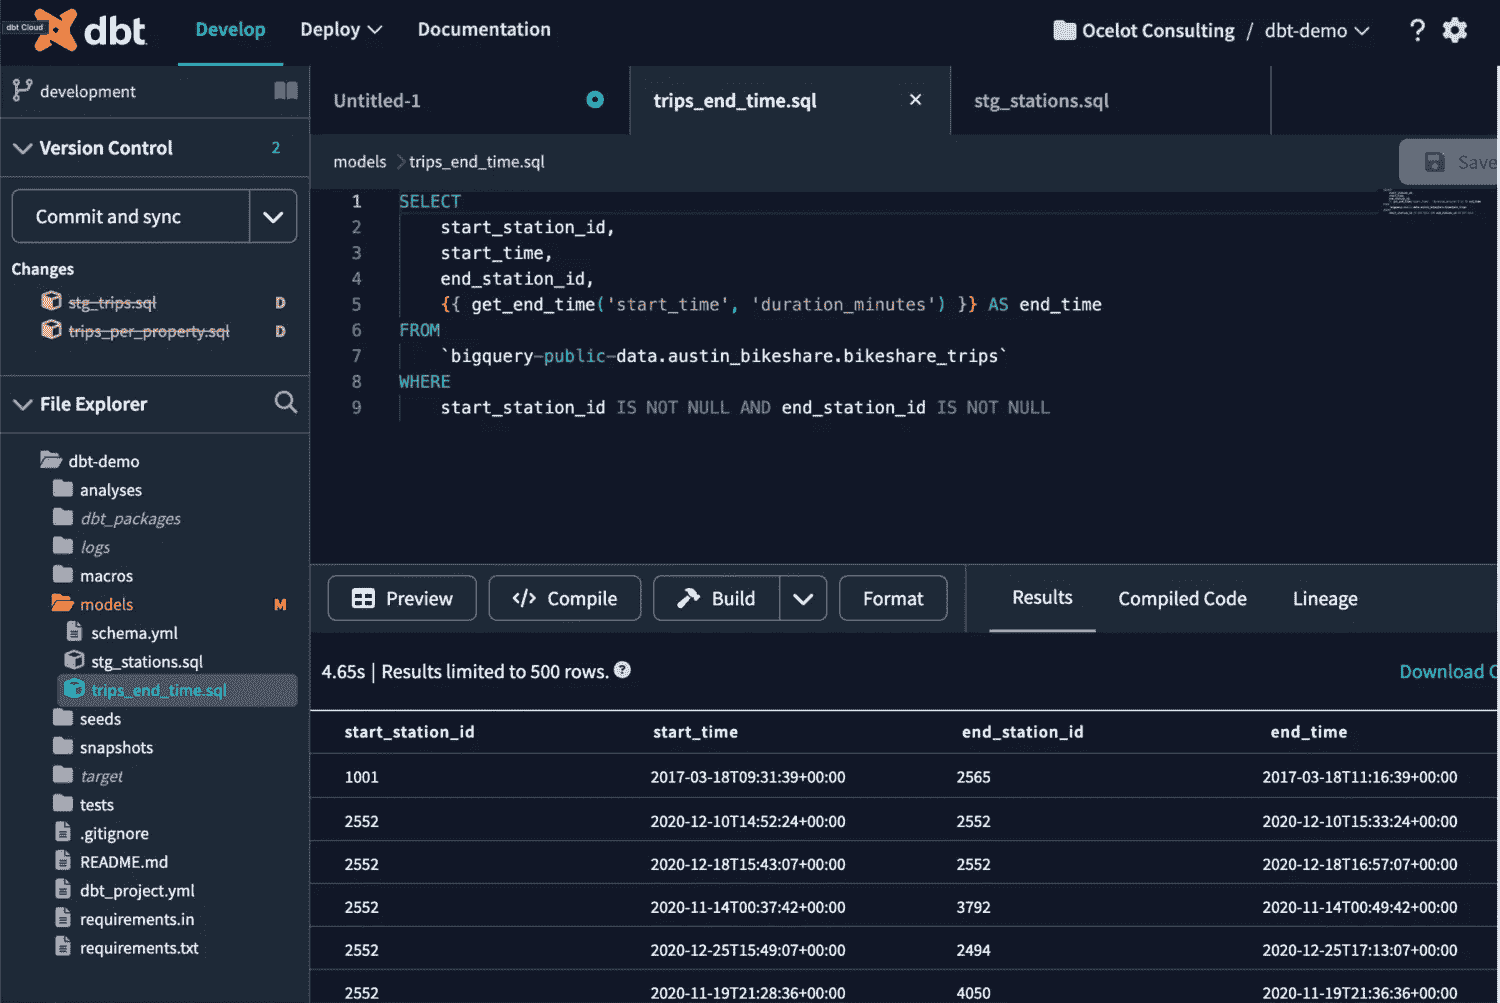 dbt Cloud
dbt
Develop
Deploy
Documentation
Ocelot Consulting / dbt-demo
?
development
Version Control 2
Commit and sync
Changes
stg_trips.sql D
trips_per_property.sql D
File Explorer
dbt-demo
analyses
dbt_packages
logs
macros
models M
schema.yml
stg_stations.sql
trips_end_time.sql
seeds
snapshots
target
tests
.gitignore
README.md
dbt_project.yml
requirements.in
requirements.txt
Untitled-1
trips_end_time.sql
stg_stations.sql
models > trips_end_time.sql
Save
1 SELECT
2 start_station_id,
3 start_time,
4 end_station_id,
5 {{ get_end_time('start_time', 'duration_minutes') }} AS end_time
6 FROM
7 `bigquery-public-data.austin_bikeshare.bikeshare_trips`
8 WHERE
9 start_station_id IS NOT NULL AND end_station_id IS NOT NULL
Preview
</> Compile
Build
Format
Results
Compiled Code
Lineage
4.65s | Results limited to 500 rows. ?
Download
start_station_id start_time end_station_id end_time
1001 2017-03-18T09:31:39+00:00 2565 2017-03-18T11:16:39+00:00
2552 2020-12-10T14:52:24+00:00 2552 2020-12-10T15:33:24+00:00
2552 2020-12-18T15:43:07+00:00 2552 2020-12-18T16:57:07+00:00
2552 2020-11-14T00:37:42+00:00 3792 2020-11-14T00:49:42+00:00
2552 2020-12-25T15:49:07+00:00 2494 2020-12-25T17:13:07+00:00
2552 2020-11-19T21:28:36+00:00 4050 2020-11-19T21:36:36+00:00